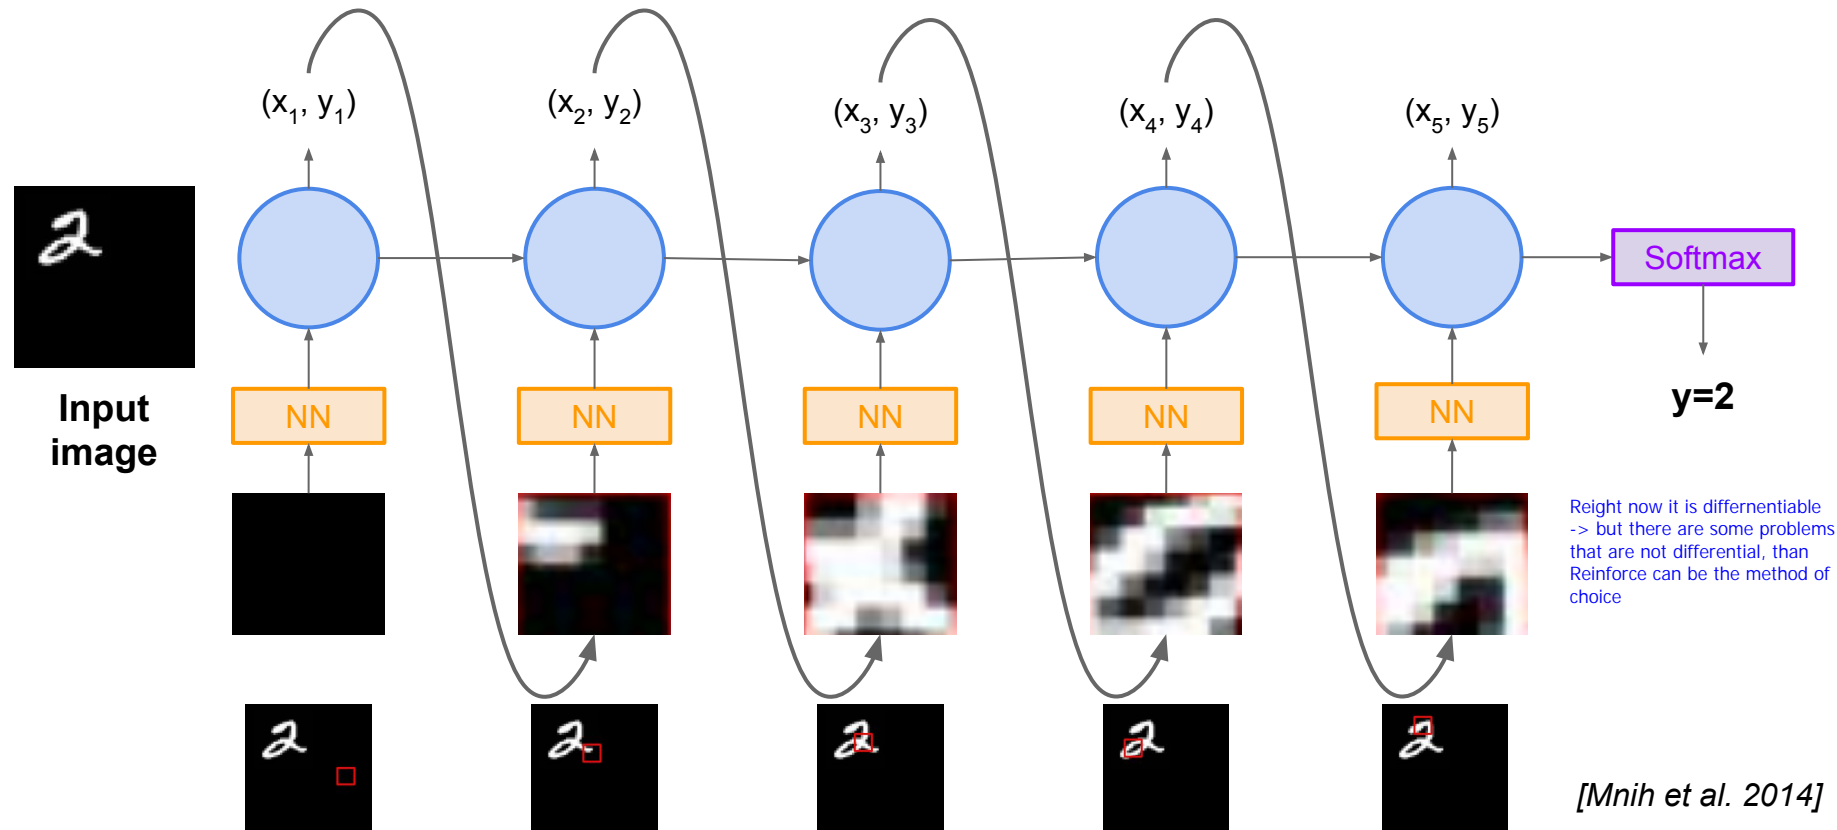 (x1, y1)
(x2, y2)
(x3, y3)
(x4, y4)
(x5, y5)
Softmax
Input
image
NN
NN
NN
NN
NN
y=2
Reight now it is differnentiable
-> but there are some problems
that are not differential, than
Reinforce can be the method of
choice
[Mnih et al. 2014]